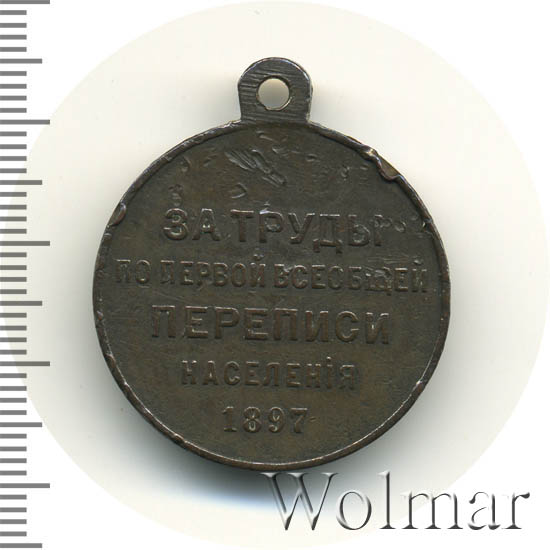 ЗА ТРУДЫ
ПО ПЕРВОЙ ВСЕОБЩЕЙ
ПЕРЕПИСИ
НАСЕЛЕНІЯ
1897
Wolmar